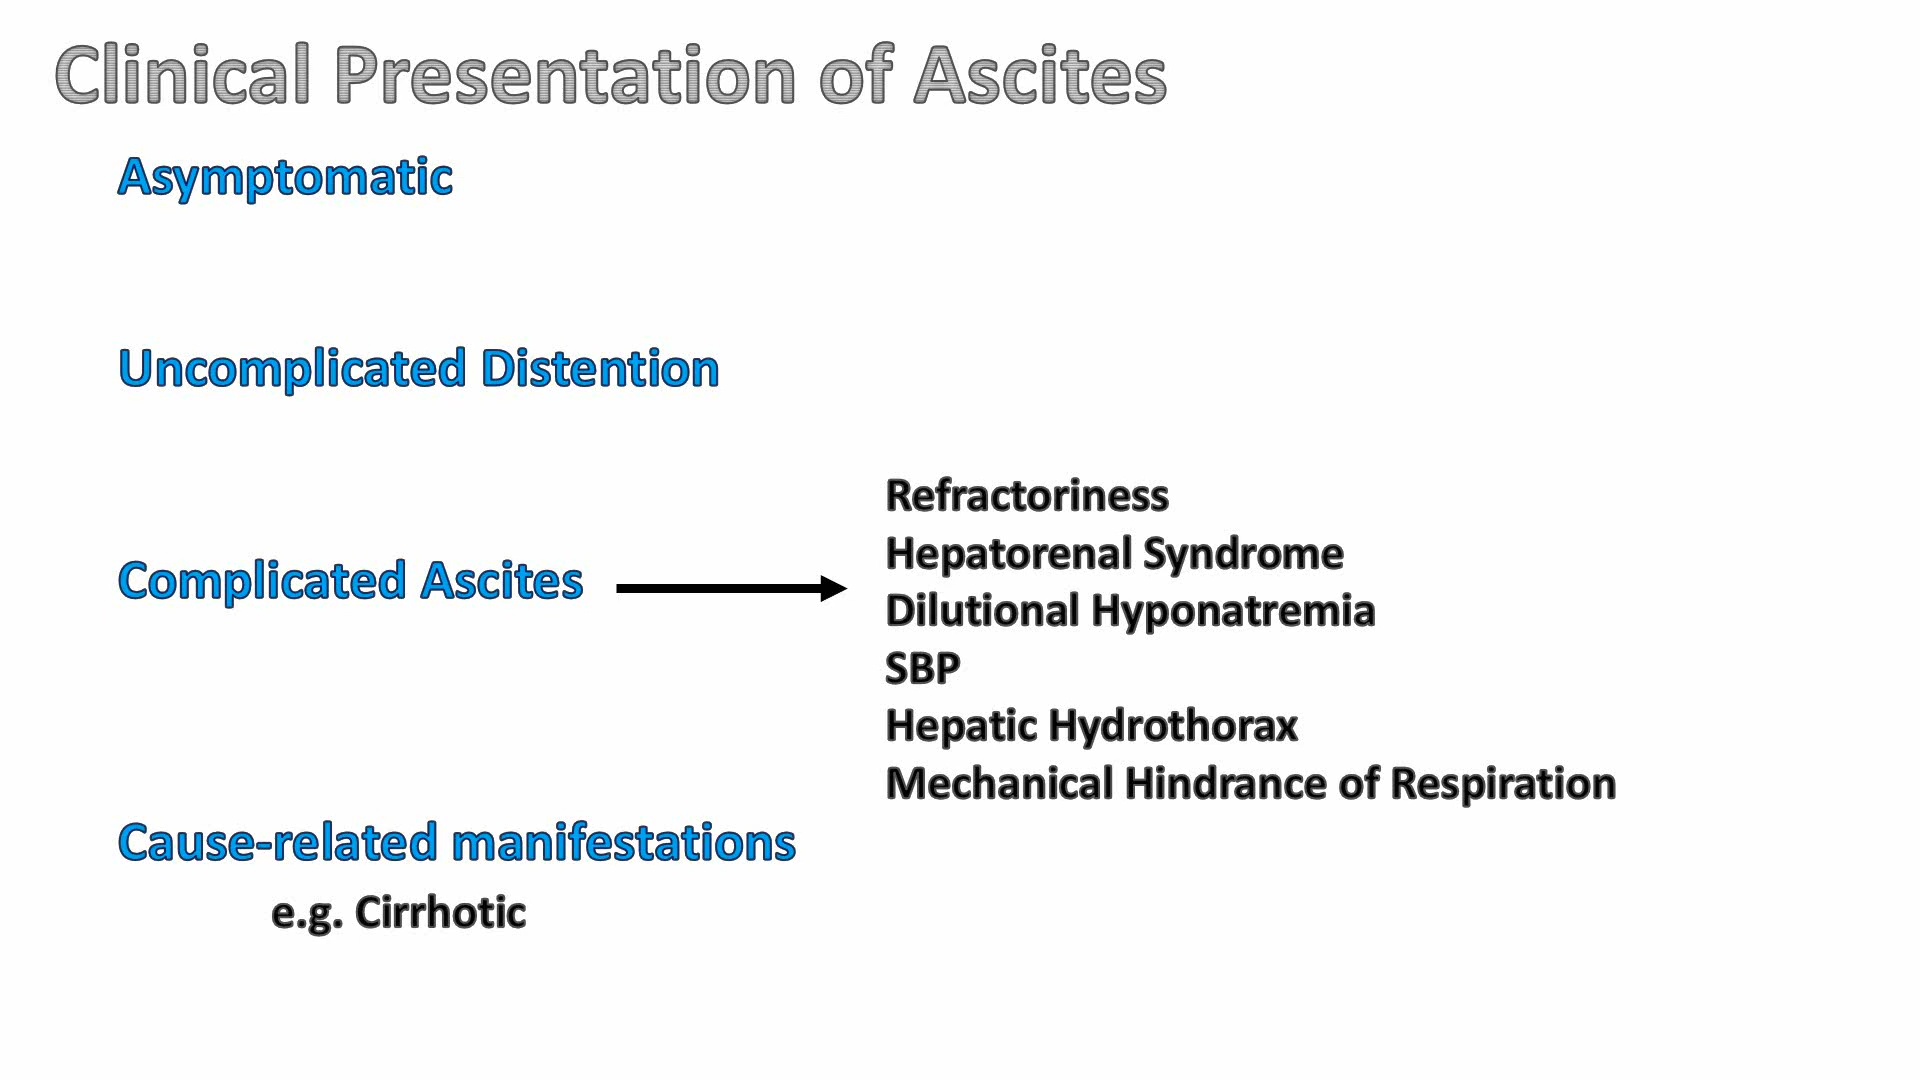 Clinical Presentation of Ascites
Asymptomatic
Uncomplicated Distention
Complicated Ascites
Refractoriness
Hepatorenal Syndrome
Dilutional Hyponatremia
SBP
Hepatic Hydrothorax
Mechanical Hindrance of Respiration
Cause-related manifestations
e.g. Cirrhotic